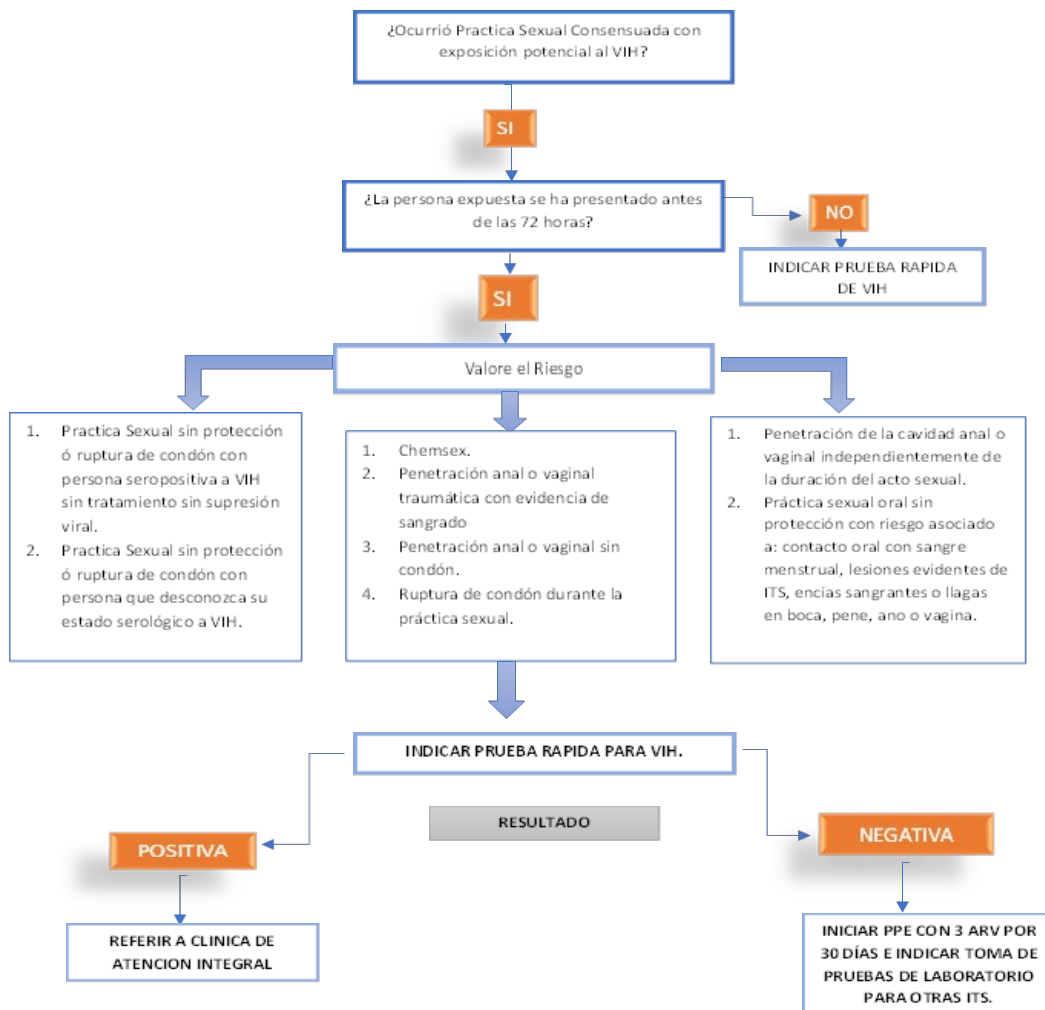 ¿Ocurrió Practica Sexual Consensuada con
exposición potencial al VIH?
SI
¿La persona expuesta se ha presentado antes
de las 72 horas?
NO
INDICAR PRUEBA RAPIDA
DE VIH
SI
Valore el Riesgo
1. Practica Sexual sin protección
ó ruptura de condón con
persona seropositiva a VIH
sin tratamiento sin supresión
viral.
2. Practica Sexual sin protección
ó ruptura de condón con
persona que desconozca su
estado serológico a VIH.
1. Chemsex.
2. Penetración anal o vaginal
traumática con evidencia de
sangrado
3. Penetración anal o vaginal sin
condón.
4. Ruptura de condón durante la
práctica sexual.
1. Penetración de la cavidad anal o
vaginal independientemente de
la duración del acto sexual.
2. Práctica sexual oral sin
protección con riesgo asociado
a: contacto oral con sangre
menstrual, lesiones evidentes de
ITS, encías sangrantes o llagas
en boca, pene, ano o vagina.
INDICAR PRUEBA RAPIDA PARA VIH.
RESULTADO
POSITIVA
NEGATIVA
REFERIR A CLINICA DE
ATENCION INTEGRAL
INICIAR PPE CON 3 ARV POR
30 DÍAS E INDICAR TOMA DE
PRUEBAS DE LABORATORIO
PARA OTRAS ITS.